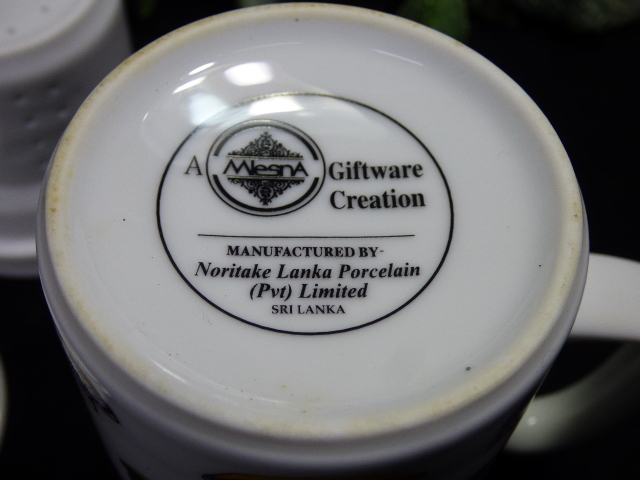 A MlesnA Giftware
Creation
MANUFACTURED BY-
Noritake Lanka Porcelain
(Pvt) Limited
SRI LANKA